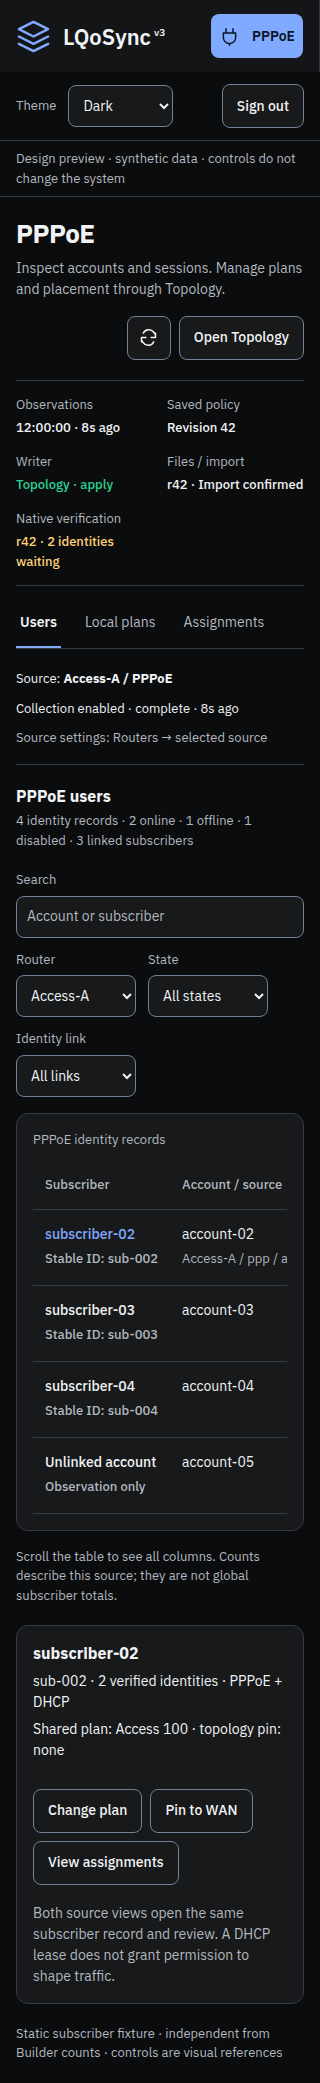 LQoSync v3
PPPoE
Theme
Dark
Sign out
Design preview · synthetic data · controls do not
change the system
PPPoE
Inspect accounts and sessions. Manage plans
and placement through Topology.
Open Topology
Observations
12:00:00 · 8s ago
Saved policy
Revision 42
Writer
Topology · apply
Files / import
r42 · Import confirmed
Native verification
r42 · 2 identities
waiting
Users
Local plans
Assignments
Source: Access-A / PPPoE
Collection enabled · complete · 8s ago
Source settings: Routers → selected source
PPPoE users
4 identity records · 2 online · 1 offline · 1
disabled · 3 linked subscribers
Search
Account or subscriber
Router
State
Access-A
All states
Identity link
All links
PPPoE identity records
Subscriber
Account / source
subscriber-02
account-02
Stable ID: sub-002
Access-A / ppp / a
subscriber-03
account-03
Stable ID: sub-003
subscriber-04
account-04
Stable ID: sub-004
Unlinked account
account-05
Observation only
Scroll the table to see all columns. Counts
describe this source; they are not global
subscriber totals.
subscriber-02
sub-002 · 2 verified identities · PPPoE +
DHCP
Shared plan: Access 100 · topology pin:
none
Change plan
Pin to WAN
View assignments
Both source views open the same
subscriber record and review. A DHCP
lease does not grant permission to
shape traffic.
Static subscriber fixture · independent from
Builder counts · controls are visual references